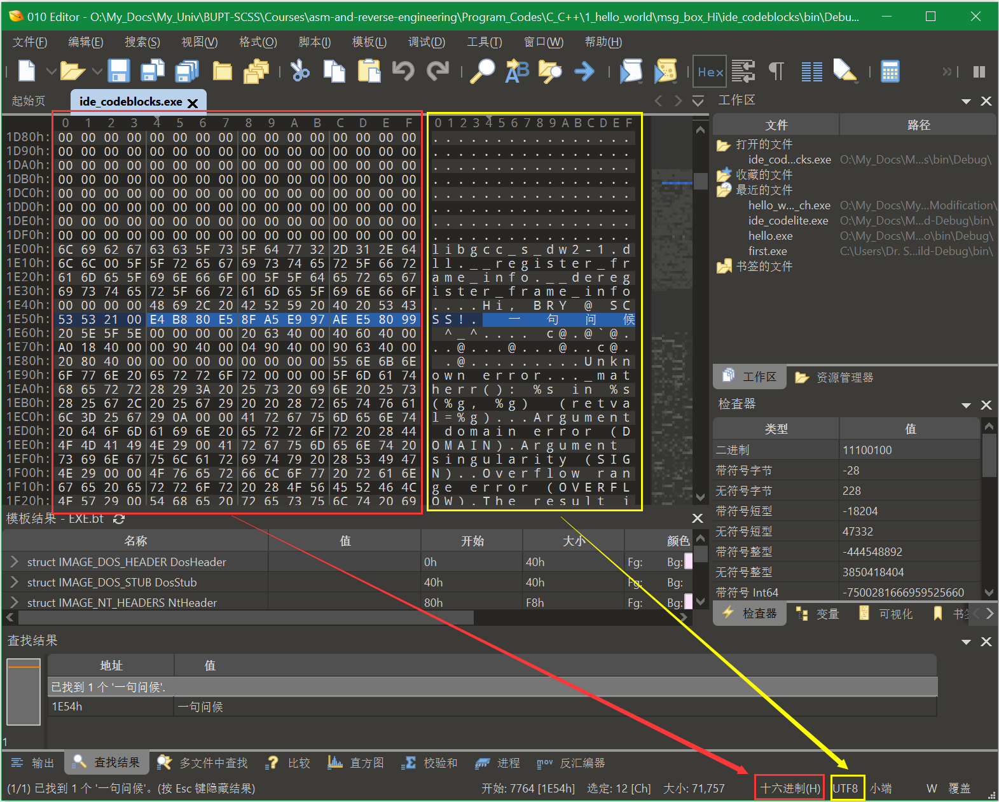 010 Editor - O:\My_Docs\My_Univ\BUPT-SCSS\Courses\asm-and-reverse-engineering\Program_Codes\C_C++\1_hello_world\msg_box_Hi\ide_codeblocks\bin\Debu...
文件(F) 编辑(E) 搜索(S) 视图(V) 格式(O) 脚本(I) 模板(L) 调试(D) 工具(T) 窗口(W) 帮助(H)
Hex
起始页 ide_codeblocks.exe
0 1 2 3 4 5 6 7 8 9 A B C D E F 0 1 2 3 4 5 6 7 8 9 A B C D E F
1D80h: 00 00 00 00 00 00 00 00 00 00 00 00 00 00 00 00 ................
1D90h: 00 00 00 00 00 00 00 00 00 00 00 00 00 00 00 00 ................
1DA0h: 00 00 00 00 00 00 00 00 00 00 00 00 00 00 00 00 ................
1DB0h: 00 00 00 00 00 00 00 00 00 00 00 00 00 00 00 00 ................
1DC0h: 00 00 00 00 00 00 00 00 00 00 00 00 00 00 00 00 ................
1DD0h: 00 00 00 00 00 00 00 00 00 00 00 00 00 00 00 00 ................
1DE0h: 00 00 00 00 00 00 00 00 00 00 00 00 00 00 00 00 ................
1DF0h: 00 00 00 00 00 00 00 00 00 00 00 00 00 00 00 00 ................
1E00h: 6C 69 62 67 63 63 5F 73 5F 64 77 32 2D 31 2E 64 libgcc_s_dw2-1.d
1E10h: 6C 6C 00 5F 5F 72 65 67 69 73 74 65 72 5F 66 72 ll.__register_fr
1E20h: 61 6D 65 5F 69 6E 66 6F 00 5F 5F 64 65 72 65 67 ame_info.__dereg
1E30h: 69 73 74 65 72 5F 66 72 61 6D 65 5F 69 6E 66 6F ister_frame_info
1E40h: 00 00 00 00 48 69 2C 20 42 52 59 20 40 20 53 43 ....Hi, BRY @ SC
1E50h: 53 53 21 00 E4 B8 80 E5 8F A5 E9 97 AE E5 80 99 SS!. 一 句 问 候
1E60h: 20 5E 5F 5E 00 00 00 00 20 63 40 00 40 60 40 00 ^_^.... c@.@`@.
1E70h: A0 18 40 00 00 90 40 00 04 90 40 00 90 63 40 00 ..@...@...@..c@.
1E80h: 20 80 40 00 00 00 00 00 00 00 00 00 55 6E 6B 6E .@.........Unkn
1E90h: 6F 77 6E 20 65 72 72 6F 72 00 00 00 5F 6D 61 74 own error..._mat
1EA0h: 68 65 72 72 28 29 3A 20 25 73 20 69 6E 20 25 73 herr(): %s in %s
1EB0h: 28 25 67 2C 20 25 67 29 20 20 28 72 65 74 76 61 (%g, %g)  (retva
1EC0h: 6C 3D 25 67 29 0A 00 00 41 72 67 75 6D 65 6E 74 l=%g)...Argument
1ED0h: 20 64 6F 6D 61 69 6E 20 65 72 72 6F 72 20 28 44 domain error (D
1EE0h: 4F 4D 41 49 4E 29 00 41 72 67 75 6D 65 6E 74 20 OMAIN).Argument
1EF0h: 73 69 6E 67 75 6C 61 72 69 74 79 20 28 53 49 47 singularity (SIG
1F00h: 4E 29 00 00 4F 76 65 72 66 6C 6F 77 20 72 61 6E N)..Overflow ran
1F10h: 67 65 20 65 72 72 6F 72 20 28 4F 56 45 52 46 4C ge error (OVERFL
1F20h: 4F 57 29 00 54 68 65 20 72 65 73 75 6C 74 20 69 OW).The result i
工作区
文件 路径
打开的文件
ide_cod...cks.exe O:\My_Docs\M...s\bin\Debug\
收藏的文件
最近的文件
hello_w..._ch.exe O:\My_Docs\My...Modification\
ide_codelite.exe O:\My_Docs\M...d-Debug\bin\
hello.exe O:\My_Docs\M...o\bin\Debug\
first.exe C:\Users\Dr. S...ild-Debug\bin\
书签的文件
工作区 资源管理器
检查器
类型 值
二进制 11100100
带符号字节 -28
无符号字节 228
带符号短型 -18204
无符号短型 47332
带符号整型 -444548892
无符号整型 3850418404
带符号 Int64 -7500281666959525660
检查器 变量 可视化 书签
模板结果 - EXE.bt
名称 值 开始 大小 颜色
struct IMAGE_DOS_HEADER DosHeader 0h 40h Fg: Bg:
struct IMAGE_DOS_STUB DosStub 40h 40h Fg: Bg:
struct IMAGE_NT_HEADERS NtHeader 80h F8h Fg: Bg:
查找结果
地址 值
已找到 1 个 '一句问候'.
1E54h 一句问候
1
输出 查找结果 多文件中查找 比较 直方图 校验和 进程 mov 反汇编器
(1/1) 已找到 1 个 '一句问候'。(按 Esc 键隐藏结果) 开始: 7764 [1E54h] 选定: 12 [Ch] 大小: 71,757 十六进制(H) UTF8 小端 W 覆盖